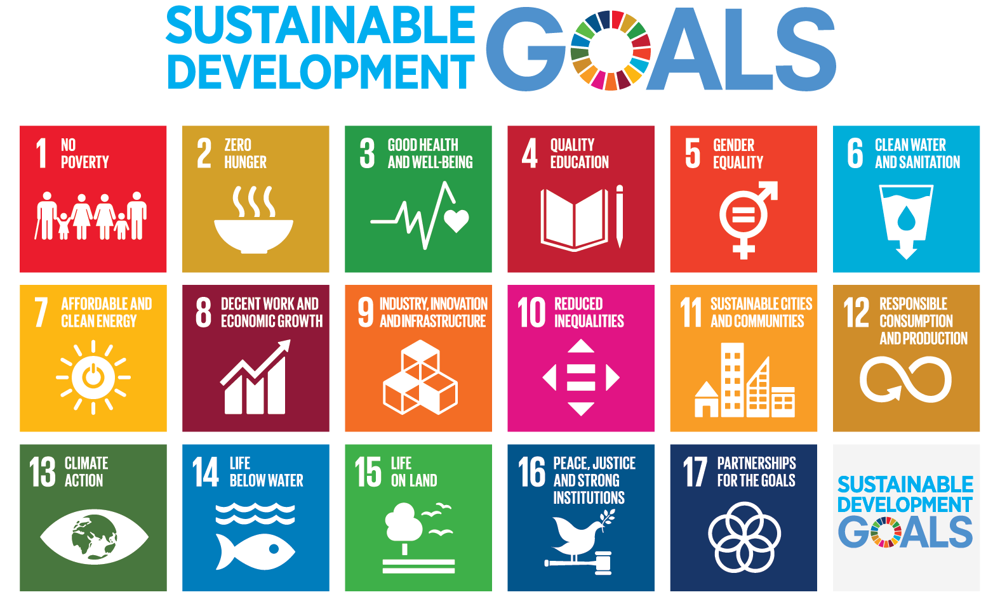 SUSTAINABLE
DEVELOPMENT GOALS
1 NO
POVERTY
2 ZERO
HUNGER
3 GOOD HEALTH
AND WELL-BEING
4 QUALITY
EDUCATION
5 GENDER
EQUALITY
6 CLEAN WATER
AND SANITATION
7 AFFORDABLE AND
CLEAN ENERGY
8 DECENT WORK AND
ECONOMIC GROWTH
9 INDUSTRY, INNOVATION
AND INFRASTRUCTURE
10 REDUCED
INEQUALITIES
11 SUSTAINABLE CITIES
AND COMMUNITIES
12 RESPONSIBLE
CONSUMPTION
AND PRODUCTION
13 CLIMATE
ACTION
14 LIFE
BELOW WATER
15 LIFE
ON LAND
16 PEACE, JUSTICE
AND STRONG
INSTITUTIONS
17 PARTNERSHIPS
FOR THE GOALS
SUSTAINABLE
DEVELOPMENT
GOALS